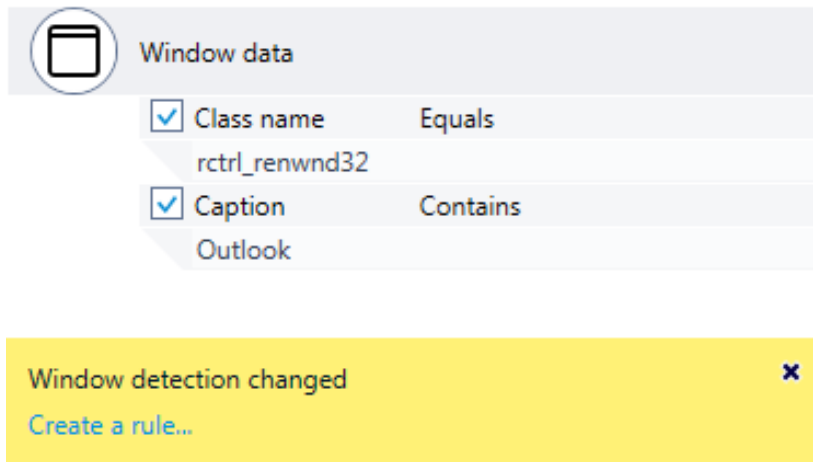 Window data
Class name Equals
rctrl_renwnd32
Caption Contains
Outlook
Window detection changed
Create a rule...